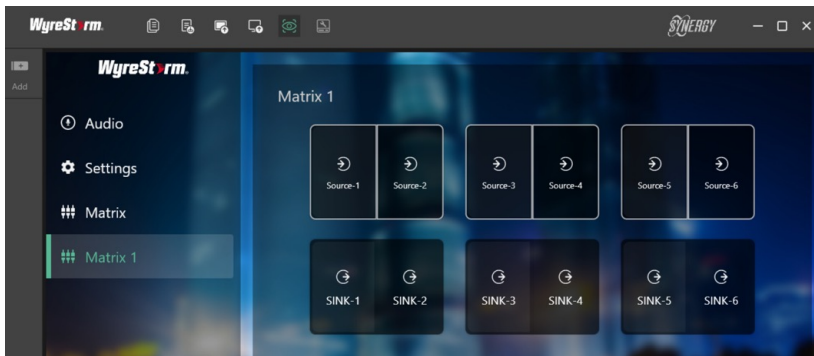 WyreStorm.
SYNERGY
Add
WyreStorm.
Audio
Settings
Matrix
Matrix 1
Matrix 1
Source-1 Source-2 Source-3 Source-4 Source-5 Source-6
SINK-1 SINK-2 SINK-3 SINK-4 SINK-5 SINK-6